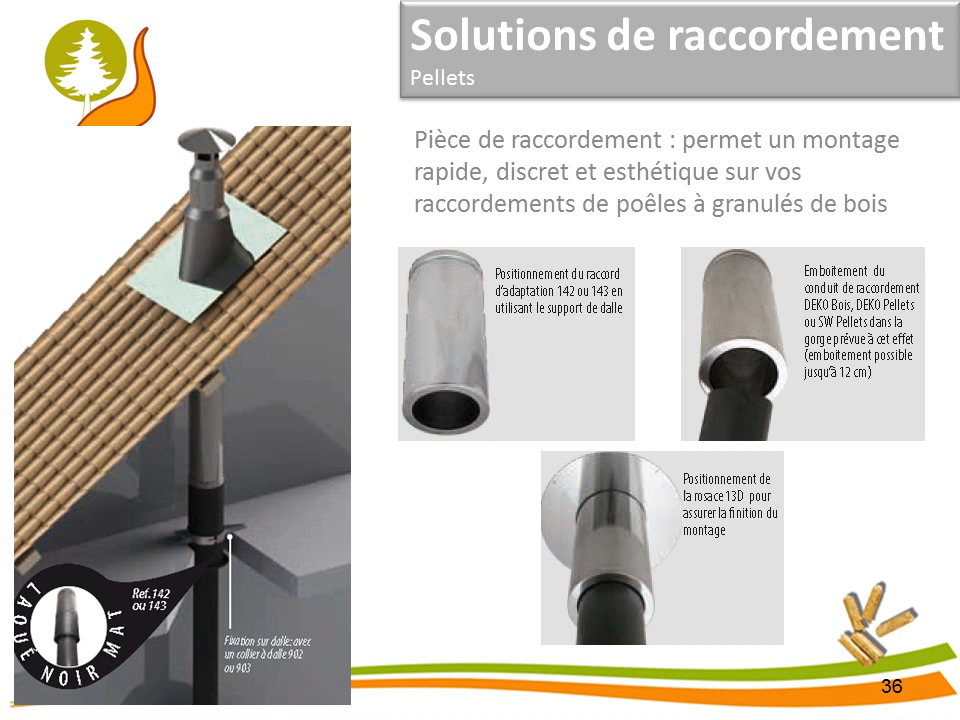 Solutions de raccordement
Pellets
Pièce de raccordement : permet un montage
rapide, discret et esthétique sur vos
raccordements de poêles à granulés de bois
Positionnement du raccord
d'adaptation 142 ou 143 en
utilisant le support de dalle
Emboitement du
conduit de raccordement
DEKO Bois, DEKO Pellets
ou SW Pellets dans la
gorge prévue à cet effet
(emboitement possible
jusqu'à 12 cm)
Positionnement de
la rosace 13D pour
assurer la finition du
montage
Ref. 142
ou 143
LAQUÉ NOIR MAT
Fixation sur dalle: avec
un collier à dalle 902
ou 903
36